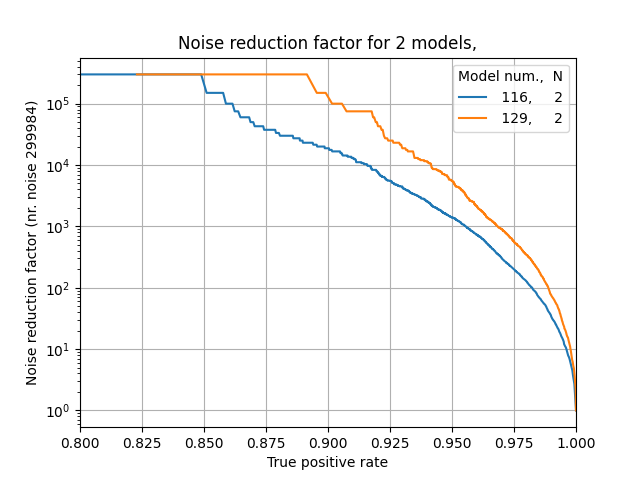 Noise reduction factor for 2 models,
Noise reduction factor (nr. noise 299984)
10^5
10^4
10^3
10^2
10^1
10^0
Model num., N
116, 2
129, 2
0.800 0.825 0.850 0.875 0.900 0.925 0.950 0.975 1.000
True positive rate